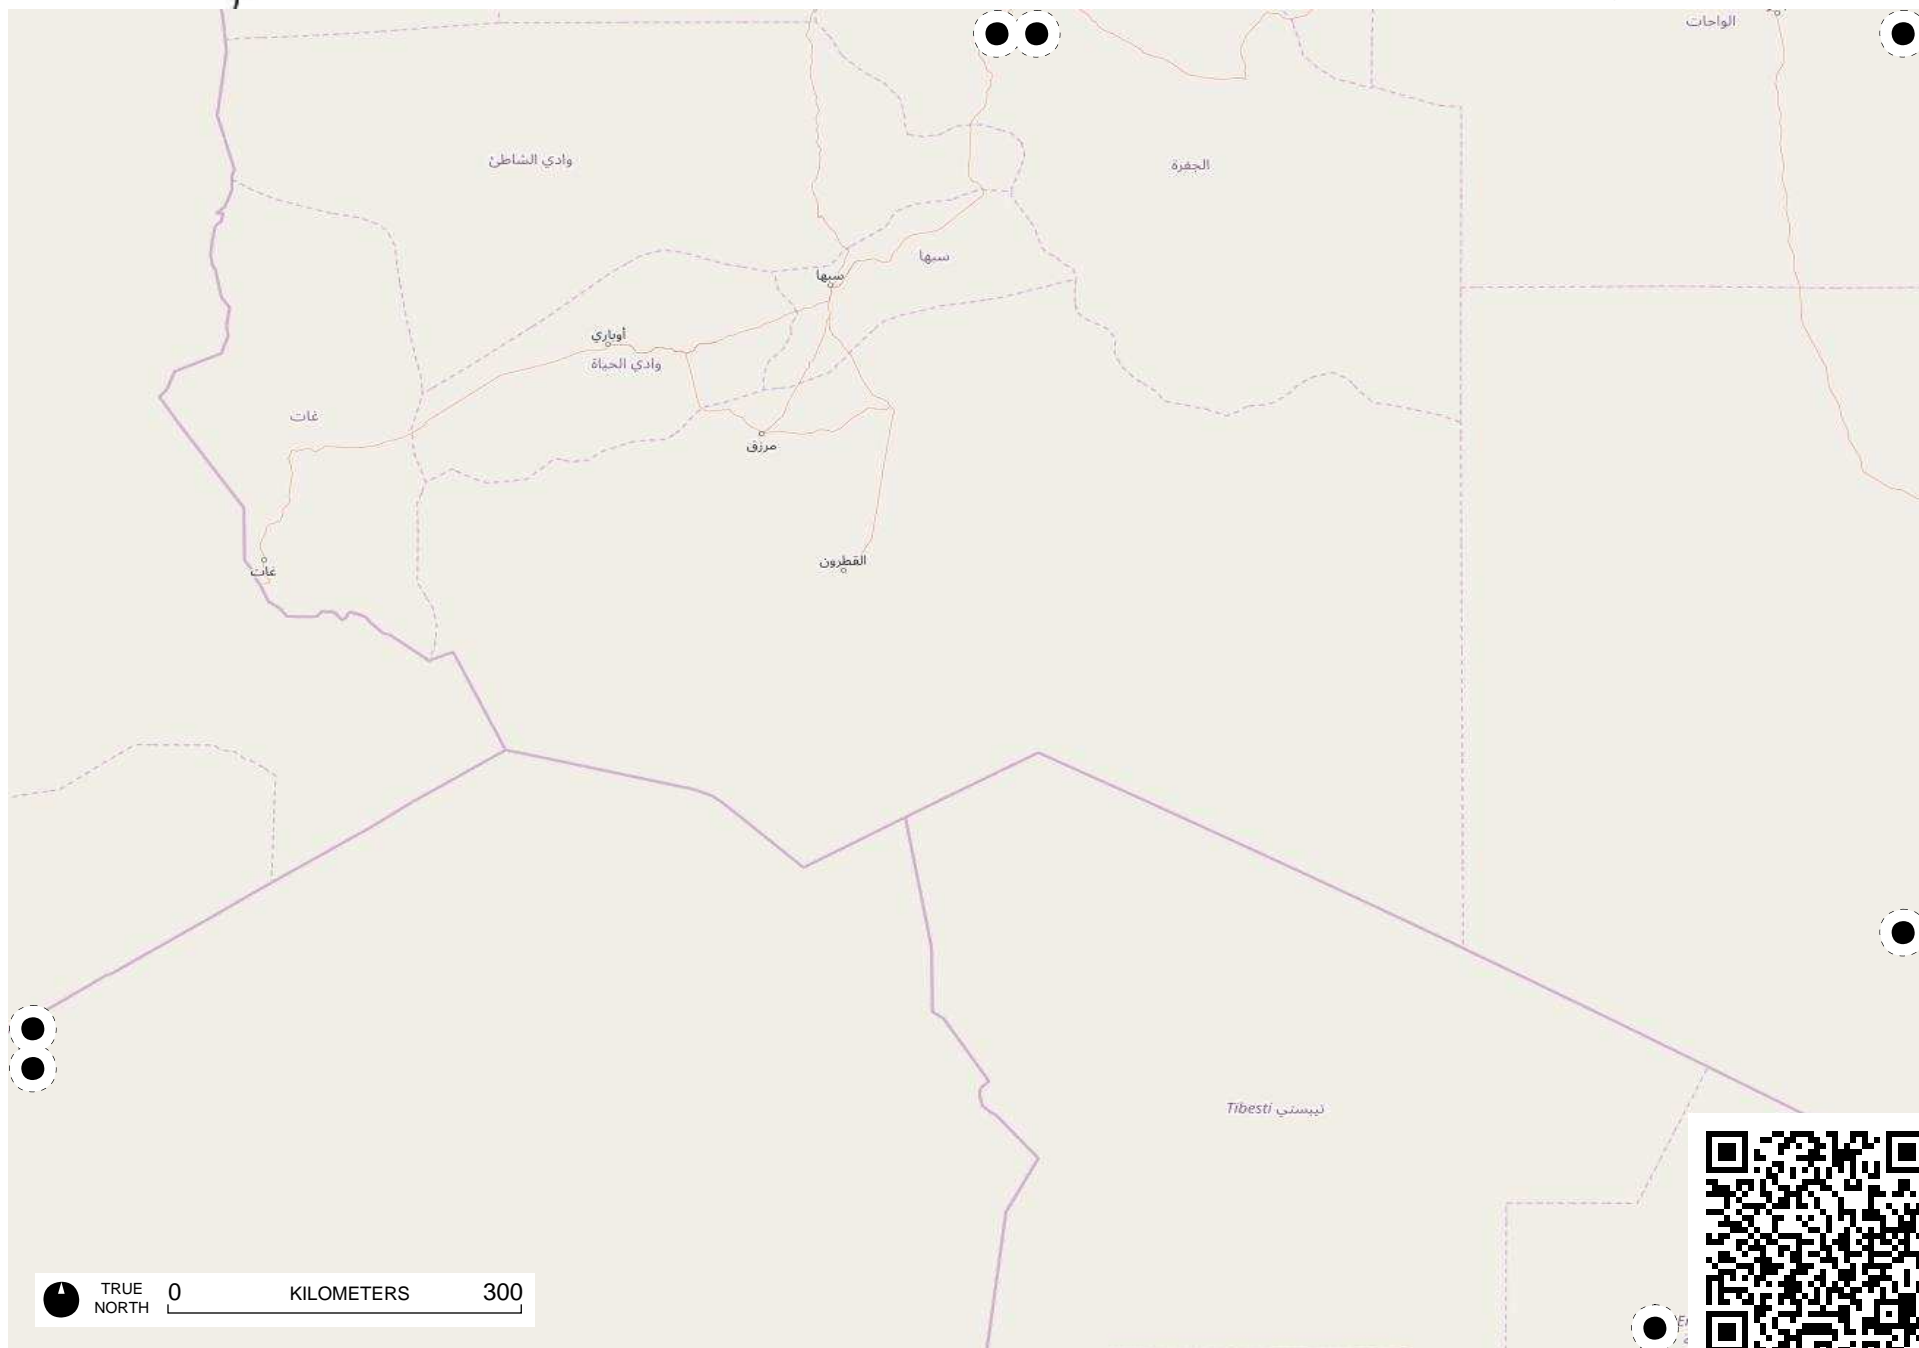 الواحات
وادي الشاطئ
الجفرة
سبها
سبها
أوباري
وادي الحياة
غات
مرزق
القطرون
غات
Tibesti تيبستي
TRUE NORTH
0 KILOMETERS 300